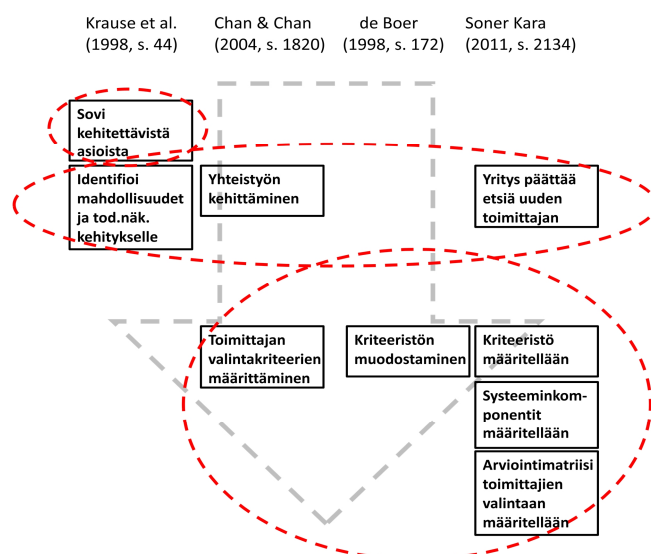 Krause et al.
(1998, s. 44)
Chan & Chan
(2004, s. 1820)
de Boer
(1998, s. 172)
Soner Kara
(2011, s. 2134)
Sovi
kehitettävistä
asioista
Identifioi
mahdollisuudet
ja tod.näk.
kehitykselle
Yhteistyön
kehittäminen
Yritys päättää
etsiä uuden
toimittajan
Toimittajan
valintakriteerien
määrittäminen
Kriteeristön
muodostaminen
Kriteeristö
määritellään
Systeeminkom-
ponentit
määritellään
Arviointimatriisi
toimittajien
valintaan
määritellään